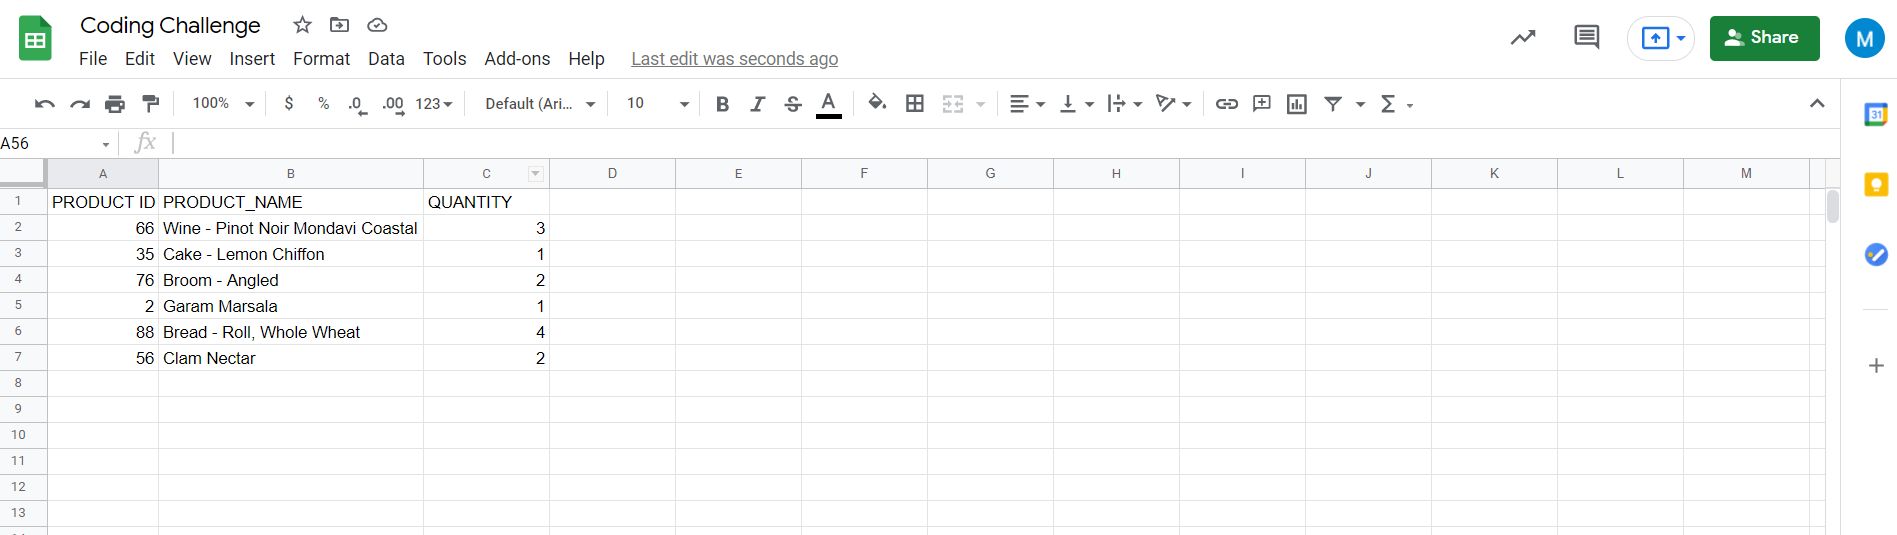 Coding Challenge
File Edit View Insert Format Data Tools Add-ons Help Last edit was seconds ago
Share
M
100% $ % .0 .00 123 Default (Ari... 10 B I S A Σ
31
A56 fx
A B C D E F G H I J K L M
1 PRODUCT ID PRODUCT_NAME QUANTITY
2 66 Wine - Pinot Noir Mondavi Coastal 3
3 35 Cake - Lemon Chiffon 1
4 76 Broom - Angled 2
5 2 Garam Marsala 1
6 88 Bread - Roll, Whole Wheat 4
7 56 Clam Nectar 2
8
9
10
11
12
13